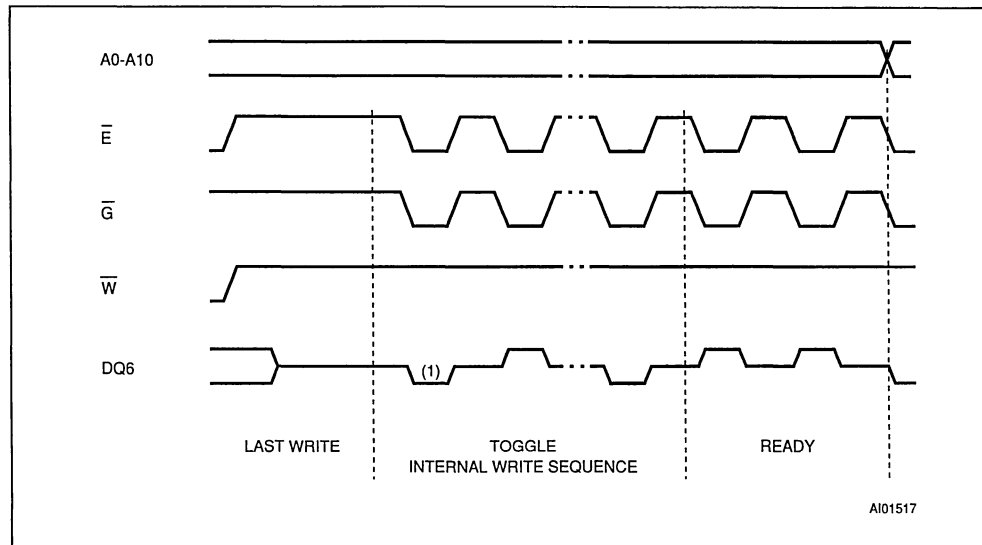 A0-A10
E̅
G̅
W̅
DQ6
(1)
LAST WRITE
TOGGLE
INTERNAL WRITE SEQUENCE
READY
AI01517